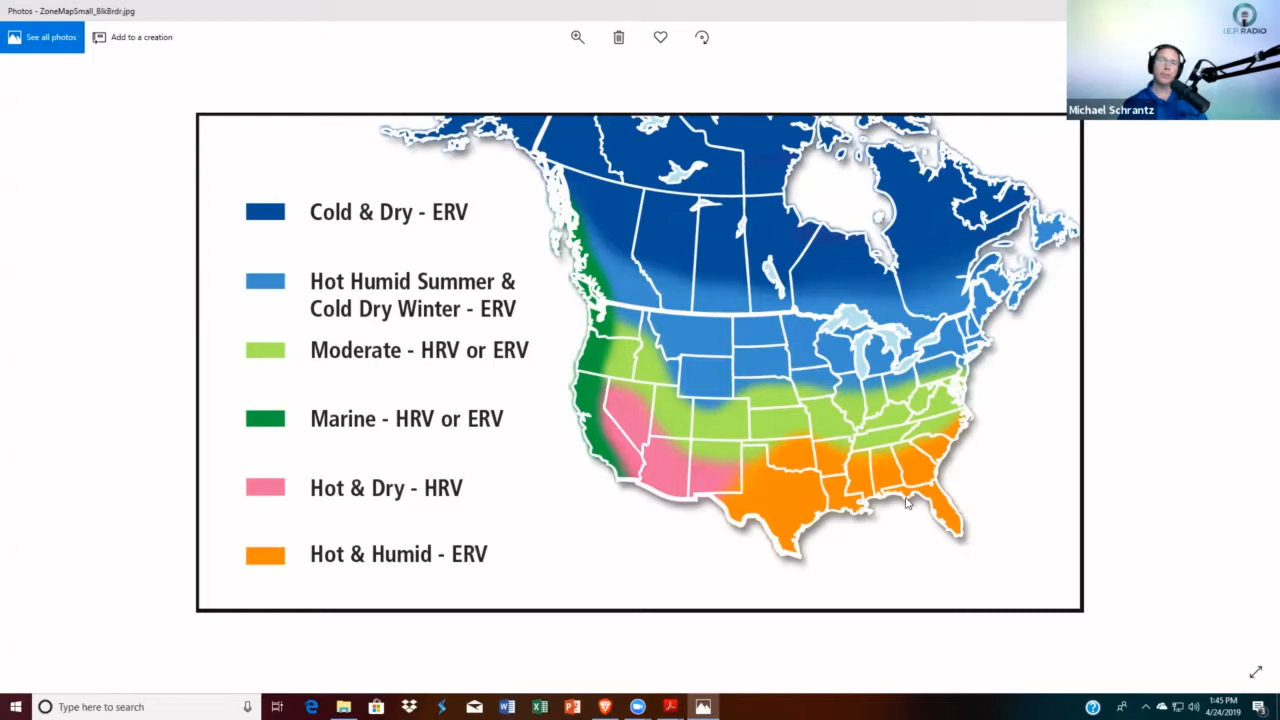 Photos - ZoneMapSmall_BlkBrdr.jpg
See all photos
Add to a creation
I.E.P. RADIO
Michael Schrantz
Cold & Dry - ERV
Hot Humid Summer &
Cold Dry Winter - ERV
Moderate - HRV or ERV
Marine - HRV or ERV
Hot & Dry - HRV
Hot & Humid - ERV
Type here to search
1:45 PM
4/24/2019
3